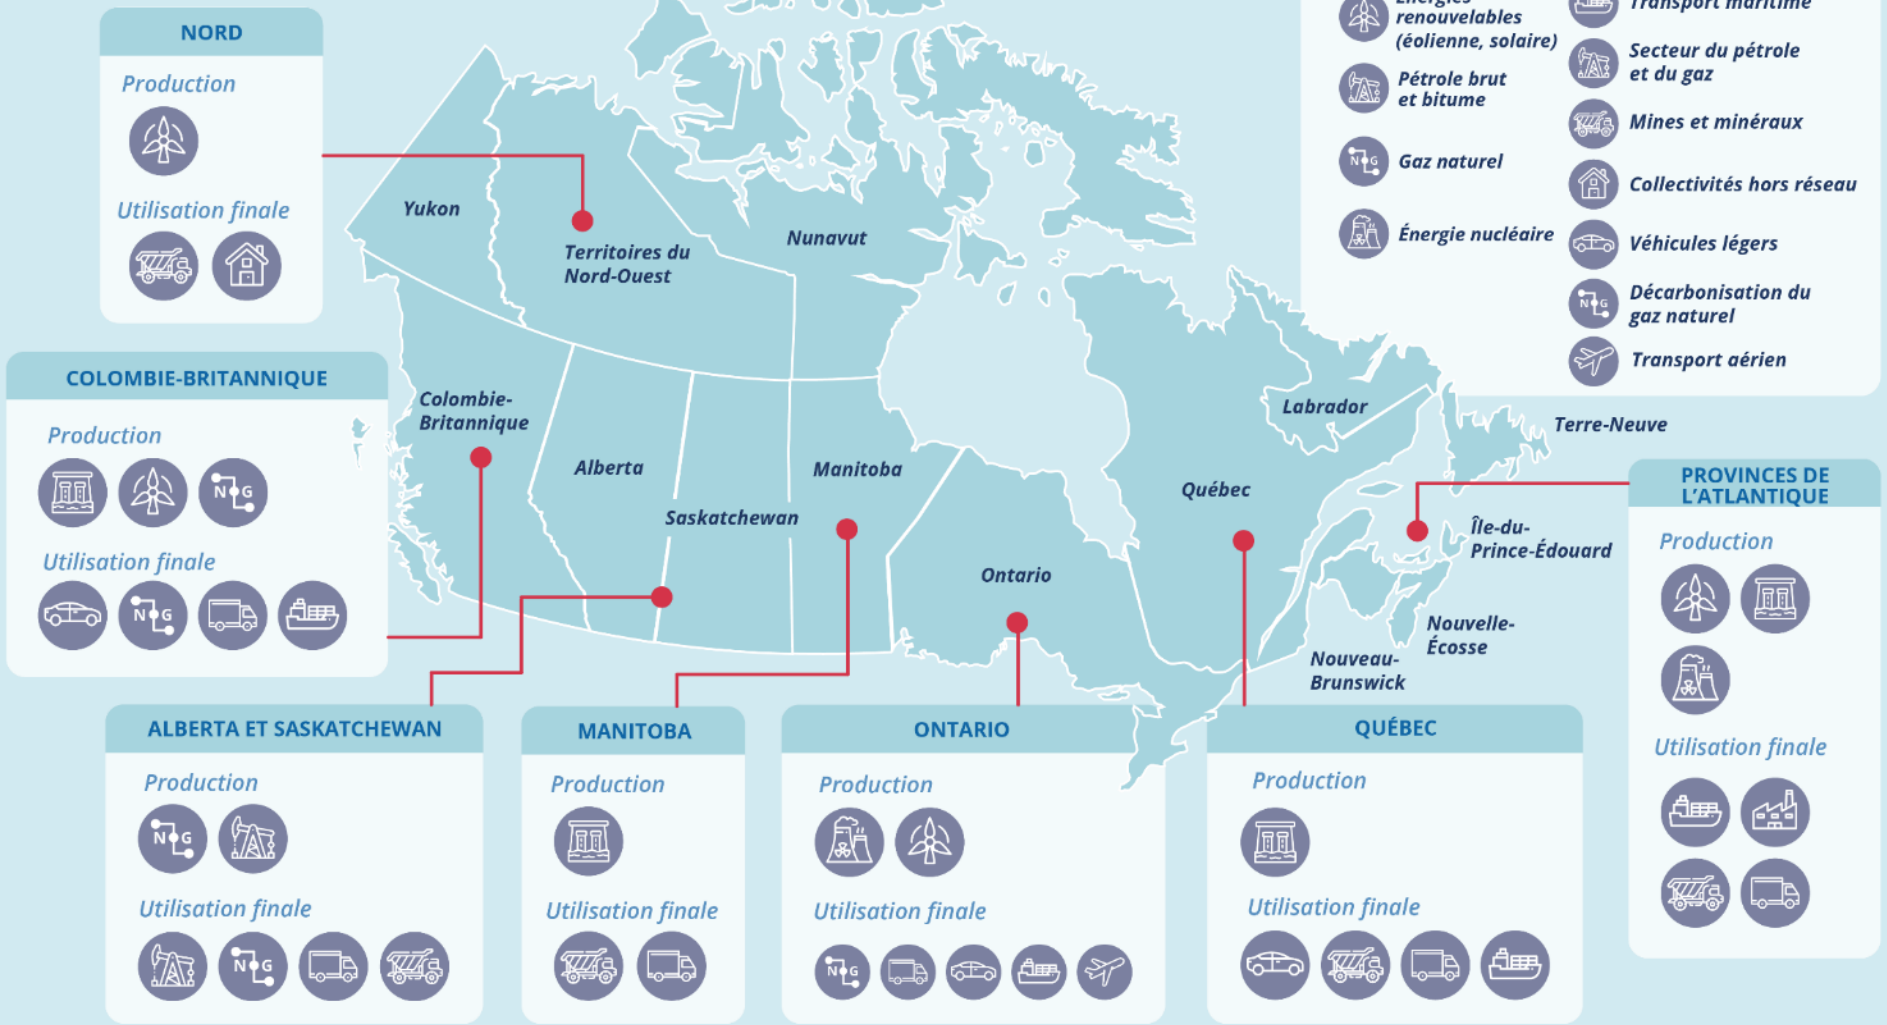 Énergies
renouvelables
(éolienne, solaire)
Pétrole brut
et bitume
Gaz naturel
Énergie nucléaire
Transport maritime
Secteur du pétrole
et du gaz
Mines et minéraux
Collectivités hors réseau
Véhicules légers
Décarbonisation du
gaz naturel
Transport aérien
N G
N G
NORD
Production
Utilisation finale
Yukon
Territoires du
Nord-Ouest
Nunavut
Colombie-
Britannique
Alberta
Saskatchewan
Manitoba
Ontario
Québec
Labrador
Terre-Neuve
Île-du-
Prince-Édouard
Nouvelle-
Écosse
Nouveau-
Brunswick
COLOMBIE-BRITANNIQUE
Production
N G
Utilisation finale
N G
PROVINCES DE
L'ATLANTIQUE
Production
Utilisation finale
ALBERTA ET SASKATCHEWAN
Production
N G
Utilisation finale
N G
MANITOBA
Production
Utilisation finale
ONTARIO
Production
Utilisation finale
N G
QUÉBEC
Production
Utilisation finale